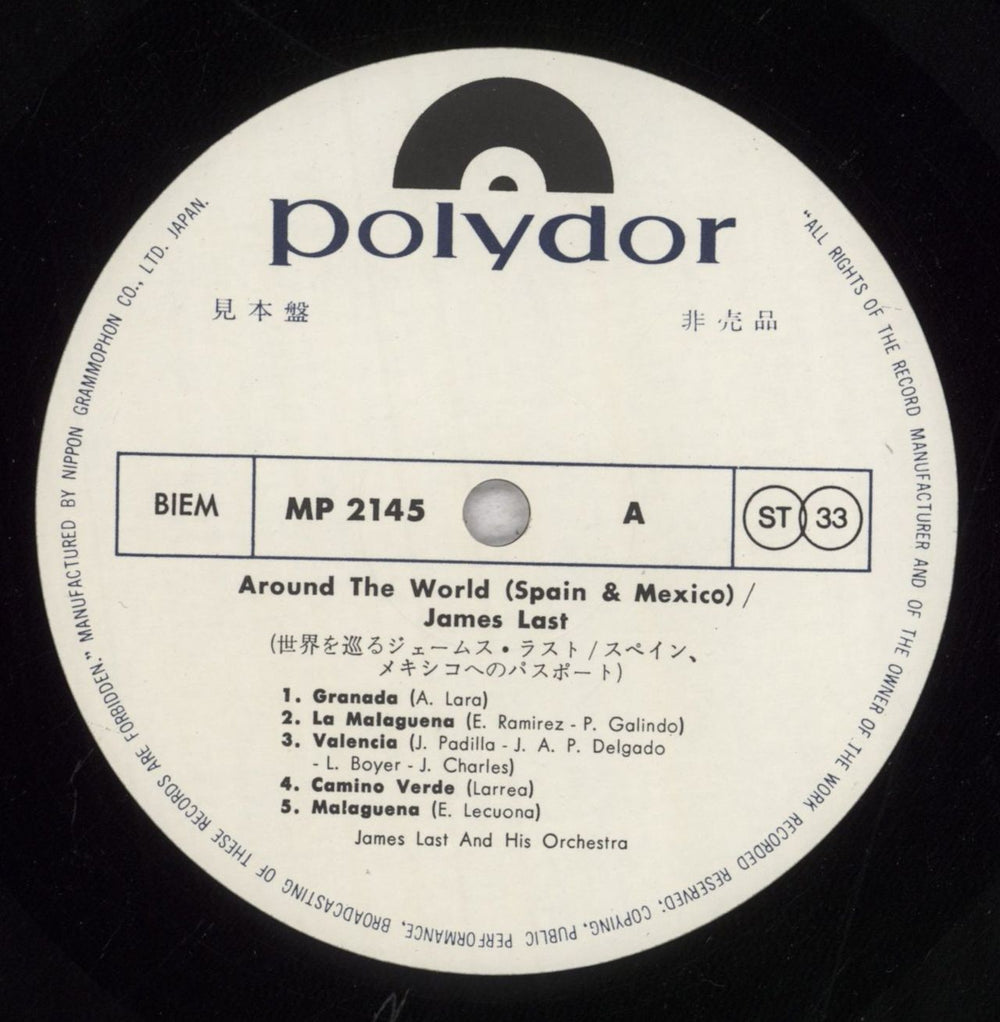 polydor
見本盤
非売品
BIEM
MP 2145
A
ST 33
Around The World (Spain & Mexico) /
James Last
(世界を巡るジェームス・ラスト/スペイン、
メキシコへのパスポート)
1. Granada (A. Lara)
2. La Malaguena (E. Ramirez - P. Galindo)
3. Valencia (J. Padilla - J. A. P. Delgado
- L. Boyer - J. Charles)
4. Camino Verde (Larrea)
5. Malaguena (E. Lecuona)
James Last And His Orchestra
"ALL RIGHTS OF THE RECORD MANUFACTURER AND OF THE OWNER OF THE WORK RECORDED RESERVED; COPYING, PUBLIC PERFORMANCE, BROADCASTING OF THESE RECORDS ARE FORBIDDEN." MANUFACTURED BY NIPPON GRAMMOPHON CO., LTD. JAPAN.